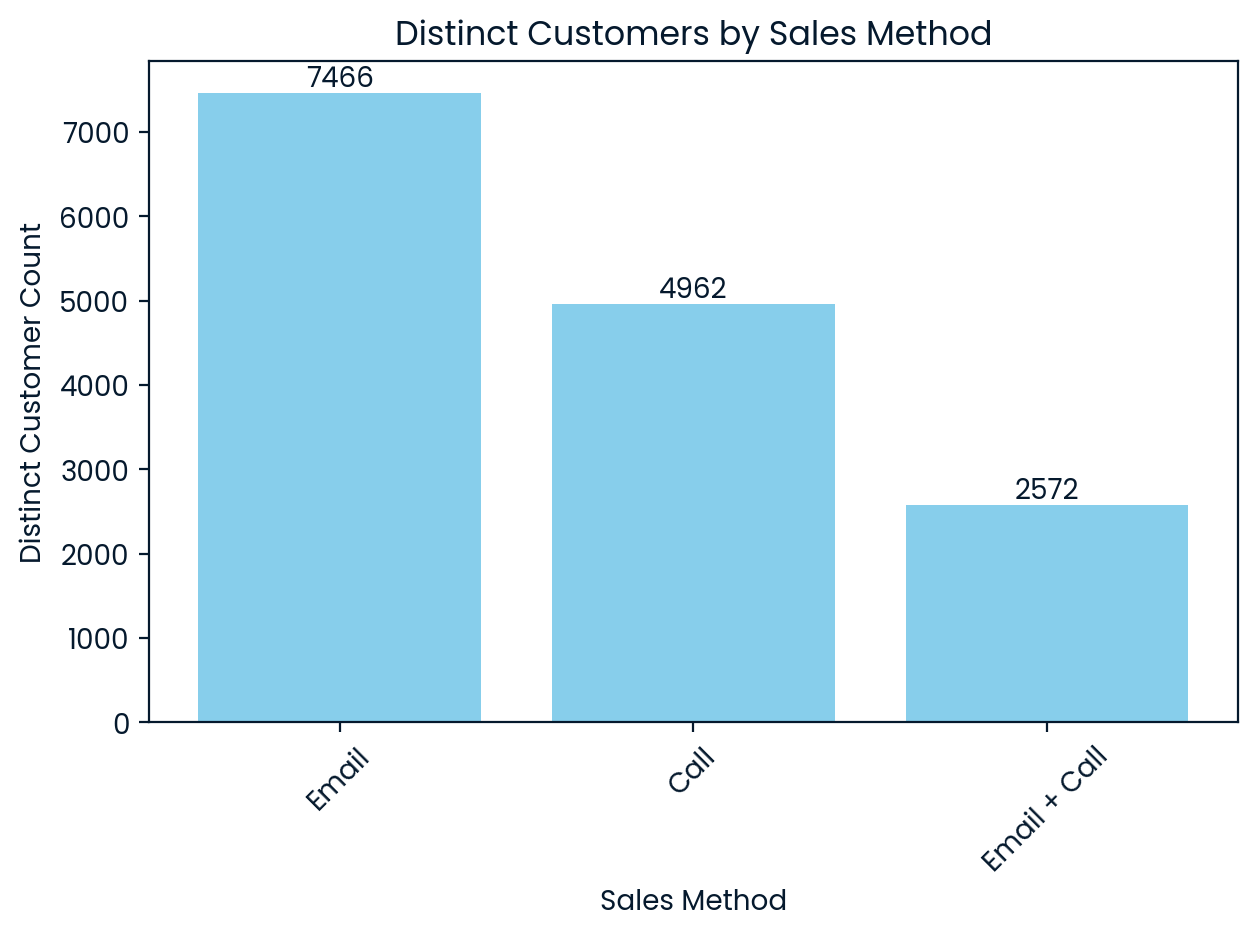 Distinct Customers by Sales Method
Distinct Customer Count
7000
6000
5000
4000
3000
2000
1000
0
7466
4962
2572
Email
Call
Email + Call
Sales Method